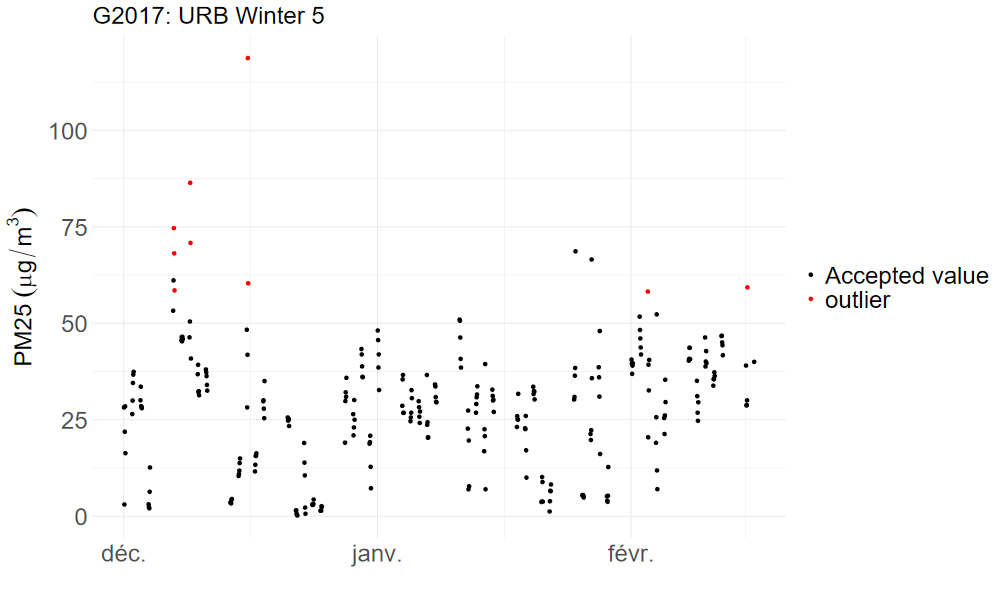 G2017: URB Winter 5
PM25 (μg/m³)
100
75
50
25
0
déc.
janv.
févr.
Accepted value
outlier